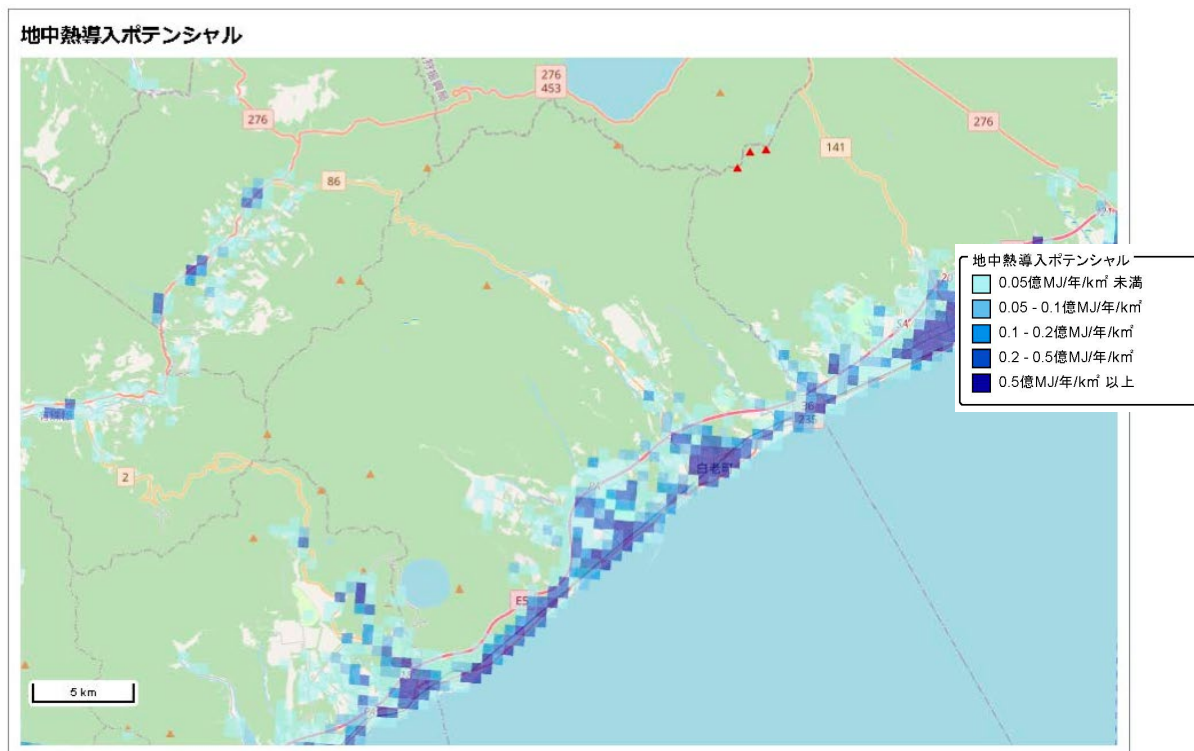 地中熱導入ポテンシャル
276
453
276
276
141
86
地中熱導入ポテンシャル
0.05億MJ/年/k㎡ 未満
0.05 - 0.1億MJ/年/k㎡
0.1 - 0.2億MJ/年/k㎡
0.2 - 0.5億MJ/年/k㎡
0.5億MJ/年/k㎡ 以上
36
235
白老町
2
E5
5 km